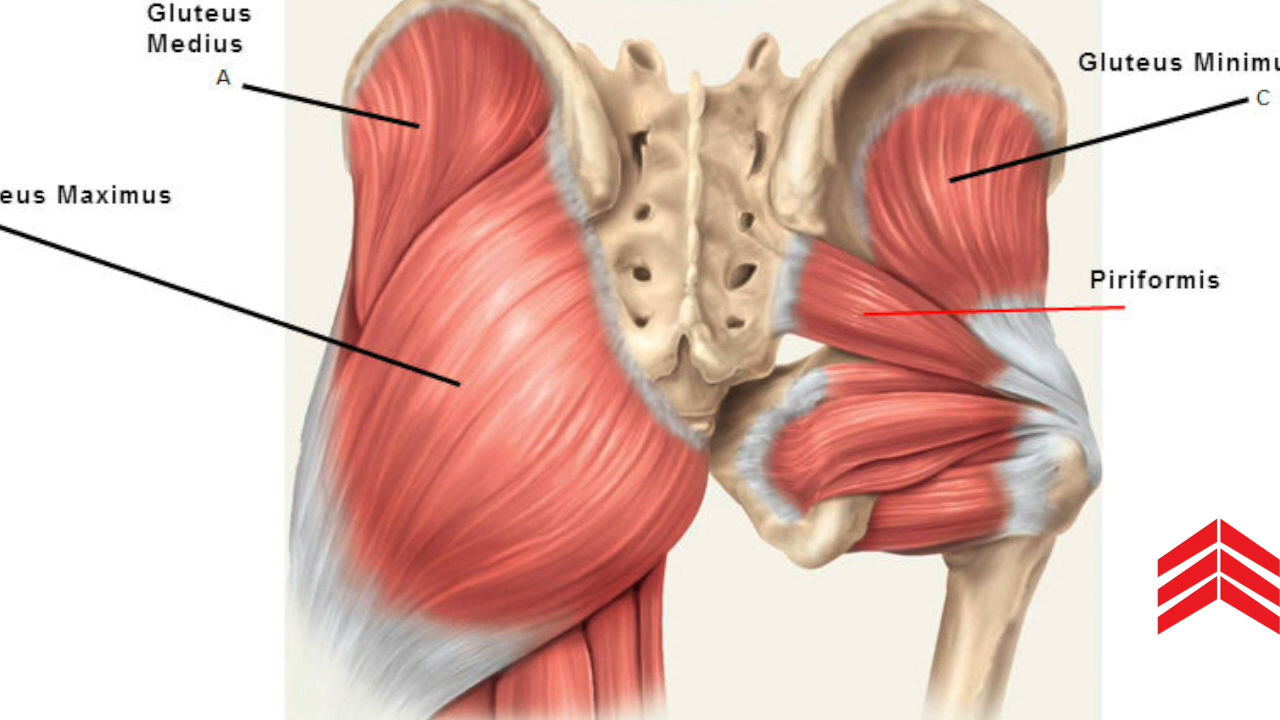 Gluteus
Medius
A
Gluteus Minimu
C
eus Maximus
Piriformis